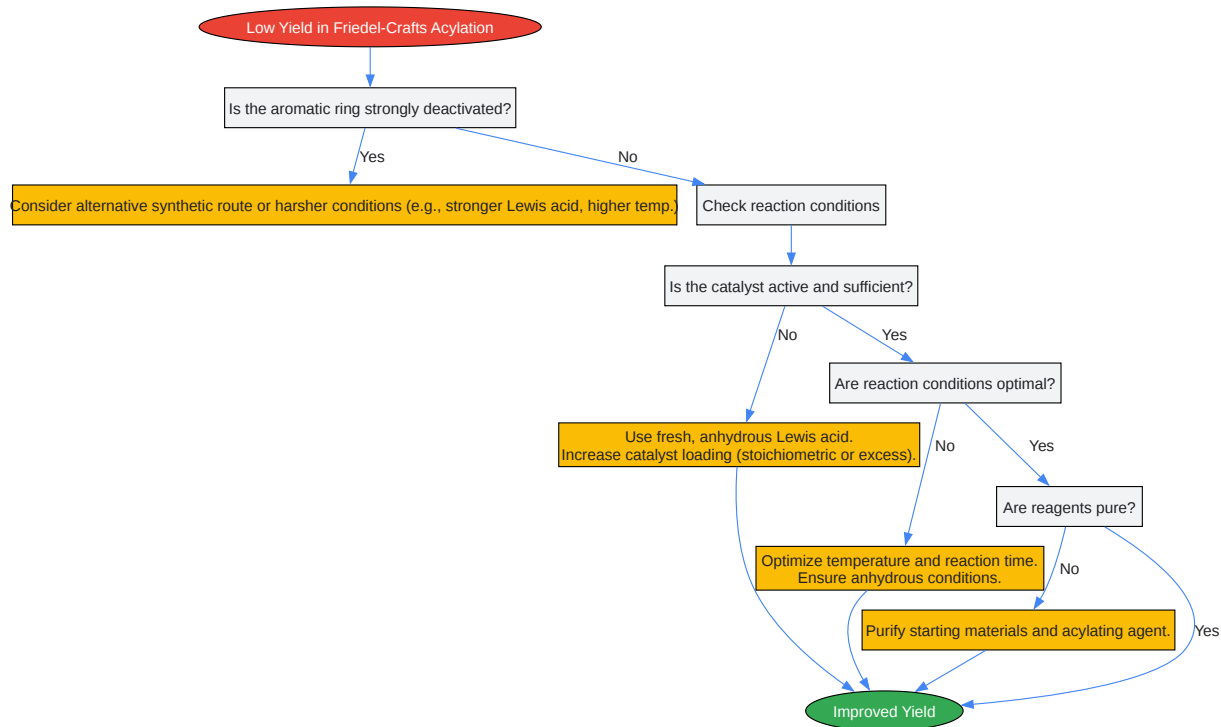 Low Yield in Friedel-Crafts Acylation
Is the aromatic ring strongly deactivated?
Yes
No
Consider alternative synthetic route or harsher conditions (e.g., stronger Lewis acid, higher temp.)
Check reaction conditions
Is the catalyst active and sufficient?
No
Yes
Are reaction conditions optimal?
Use fresh, anhydrous Lewis acid.
Increase catalyst loading (stoichiometric or excess).
No
Yes
Are reagents pure?
Optimize temperature and reaction time.
Ensure anhydrous conditions.
No
Purify starting materials and acylating agent.
Yes
Improved Yield